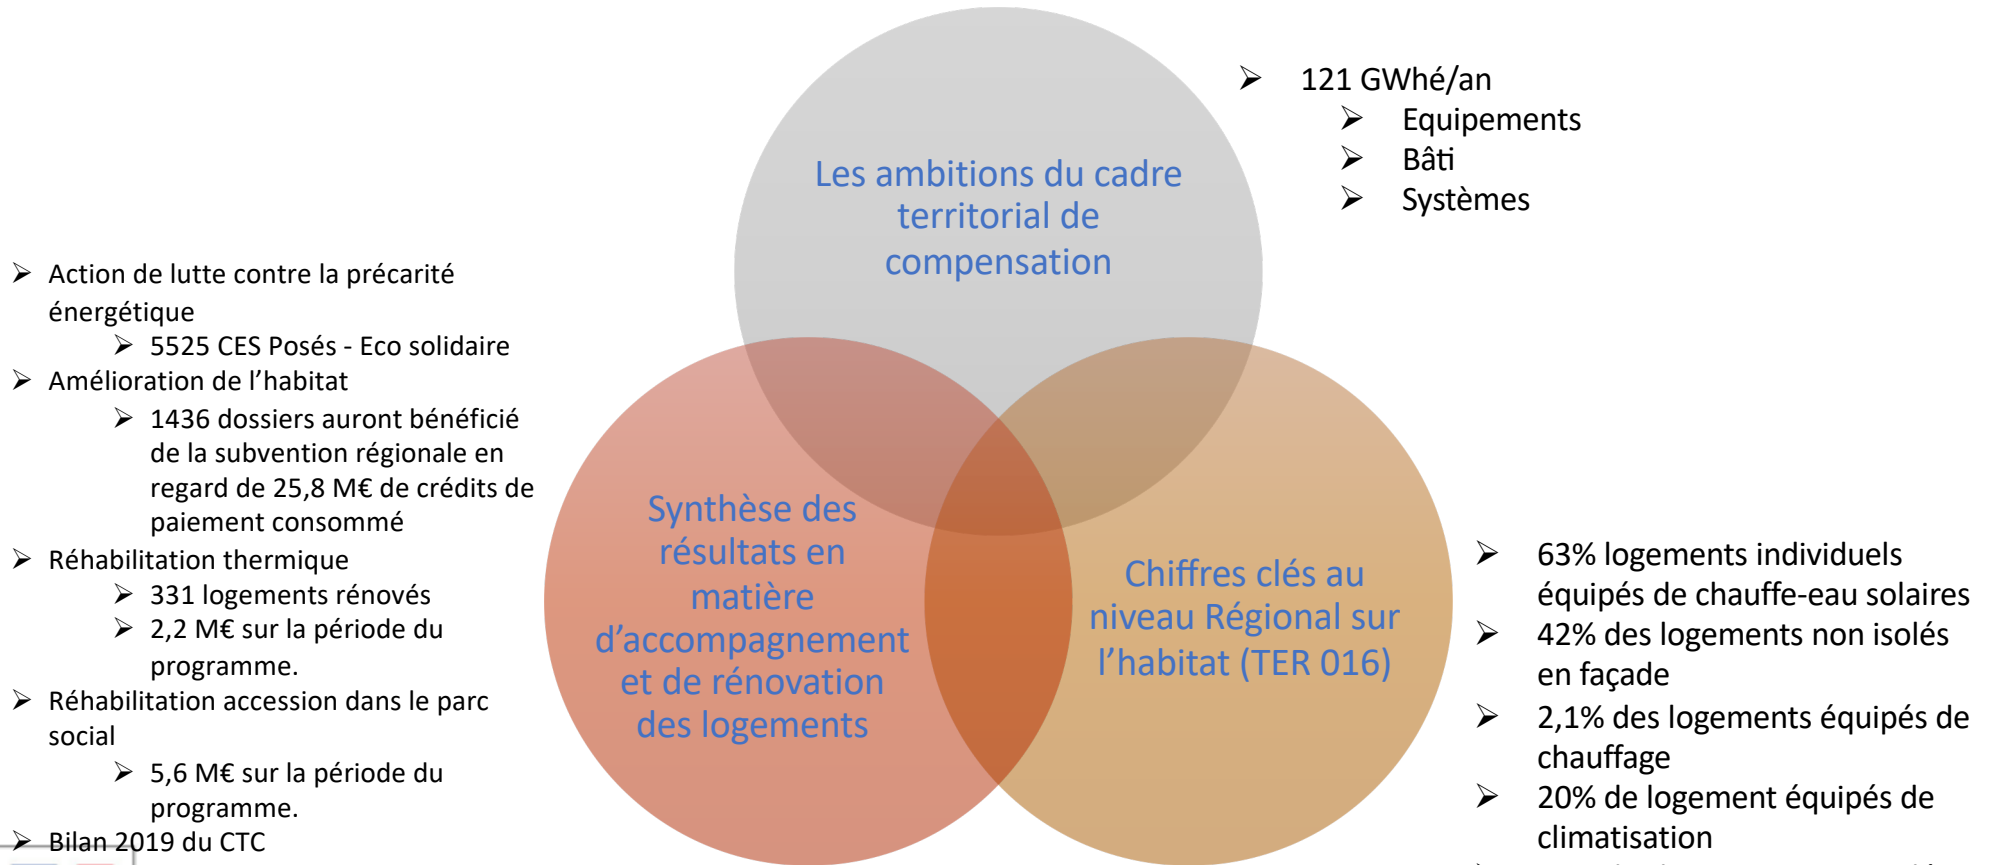 ➢ 121 GWhé/an
➢ Equipements
➢ Bâti
➢ Systèmes
Les ambitions du cadre
territorial de
compensation
➢ Action de lutte contre la précarité
énergétique
➢ 5525 CES Posés - Eco solidaire
➢ Amélioration de l’habitat
➢ 1436 dossiers auront bénéficié
de la subvention régionale en
regard de 25,8 M€ de crédits de
paiement consommé
➢ Réhabilitation thermique
➢ 331 logements rénovés
➢ 2,2 M€ sur la période du
programme.
➢ Réhabilitation accession dans le parc
social
➢ 5,6 M€ sur la période du
programme.
➢ Bilan 2019 du CTC
Synthèse des
résultats en
matière
d’accompagnement
et de rénovation
des logements
Chiffres clés au
niveau Régional sur
l’habitat (TER 016)
➢ 63% logements individuels
équipés de chauffe-eau solaires
➢ 42% des logements non isolés
en façade
➢ 2,1% des logements équipés de
chauffage
➢ 20% de logement équipés de
climatisation